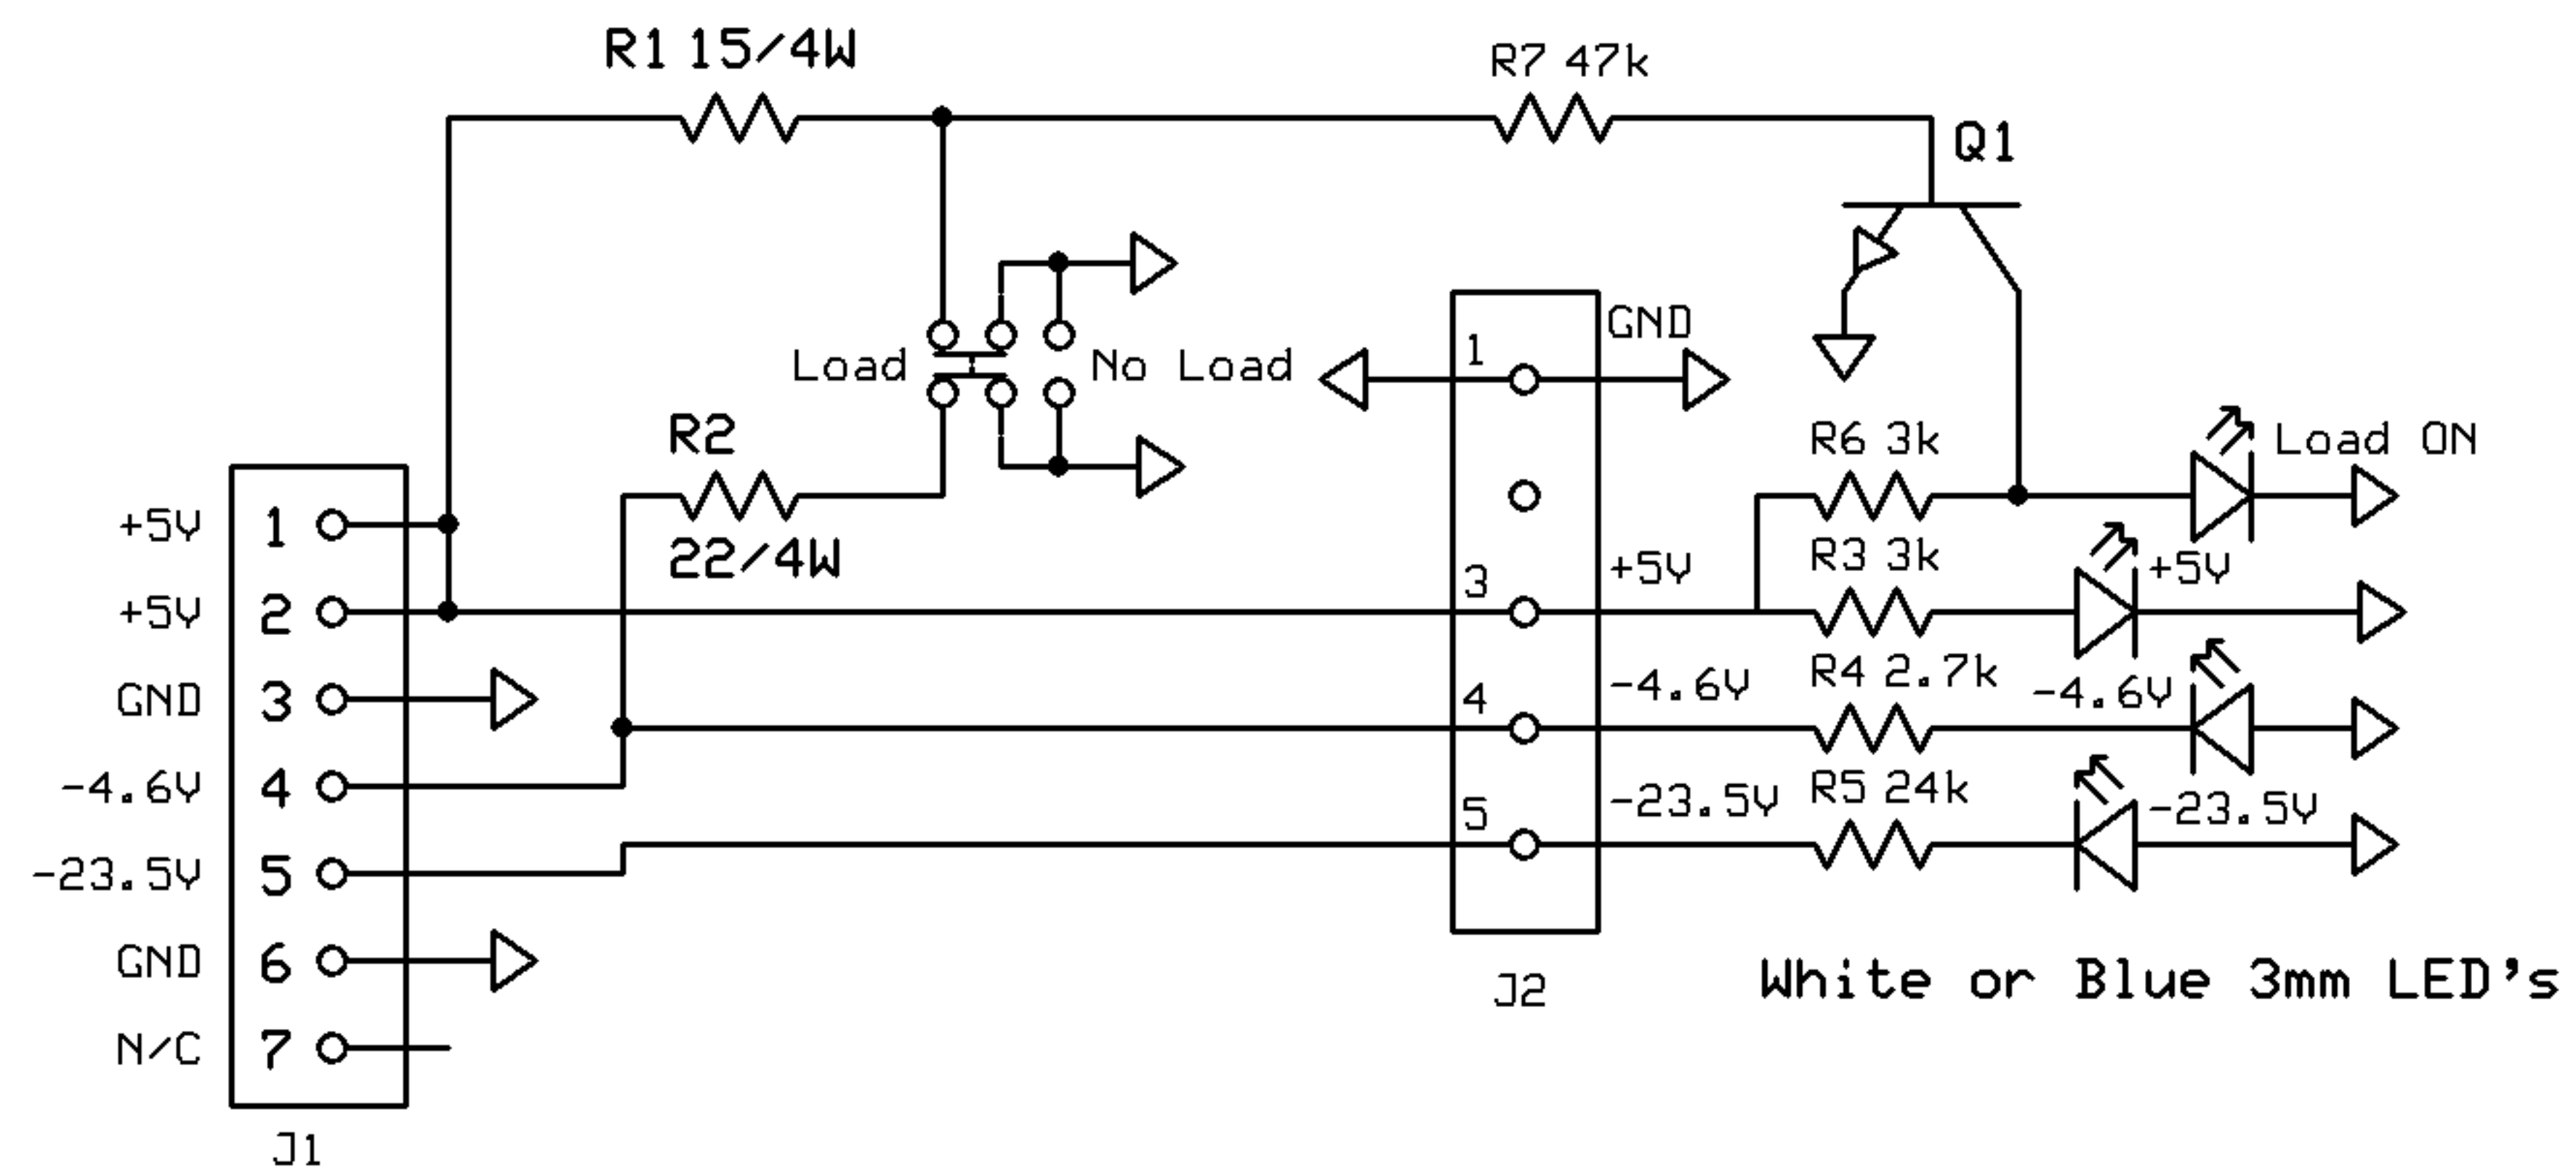 R1 15/4W
R7 47k
Q1
Load
No Load
R2
22/4W
+5V
1
+5V
2
GND
3
-4.6V
4
-23.5V
5
GND
6
N/C
7
J1
1
GND
3
+5V
4
-4.6V
5
-23.5V
J2
R6 3k
Load ON
R3 3k
+5V
R4 2.7k
-4.6V
R5 24k
-23.5V
White or Blue 3mm LED's